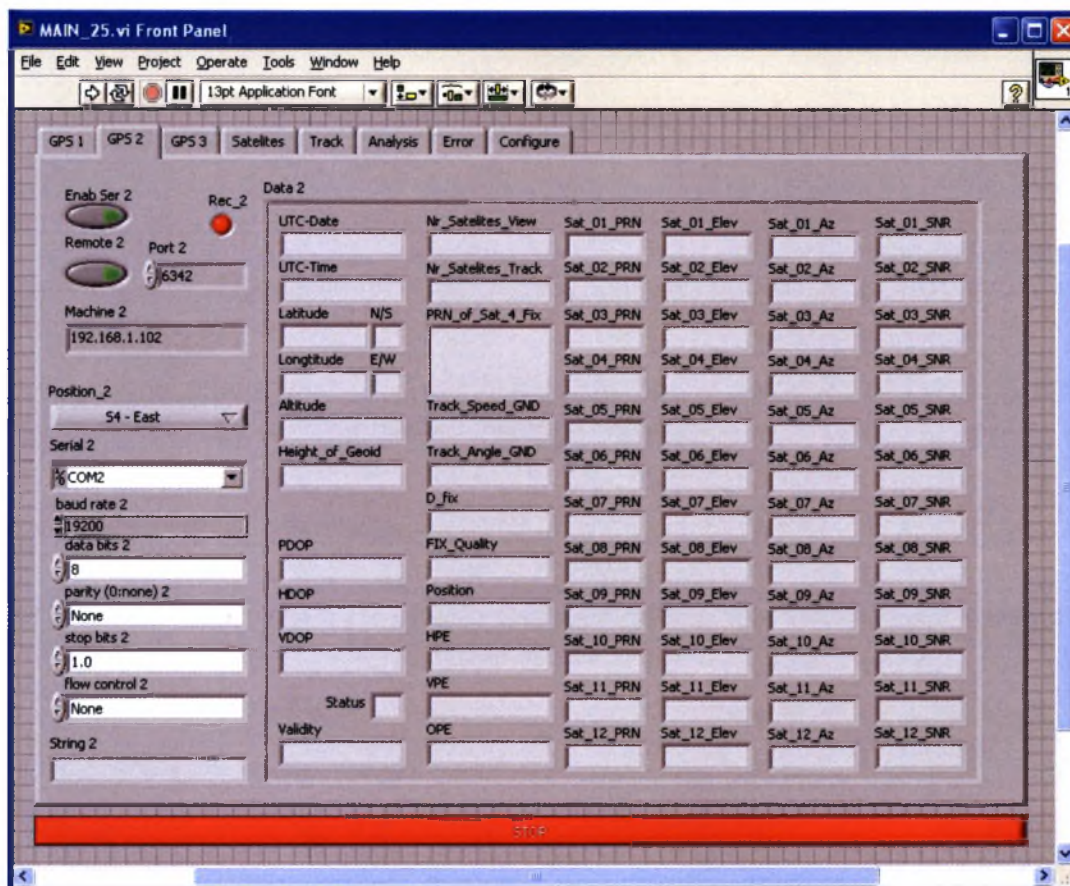 MAIN_25.vi Front Panel
File Edit View Project Operate Tools Window Help
13pt Application Font
GPS 1 GPS 2 GPS 3 Satelites Track Analysis Error Configure
Enab Ser 2
Rec_2
Remote 2
Port 2
6342
Machine 2
192.168.1.102
Position_2
S4 - East
Serial 2
COM2
baud rate 2
19200
data bits 2
8
parity (0:none) 2
None
stop bits 2
1.0
flow control 2
None
String 2
Data 2
UTC-Date
UTC-Time
Latitude N/S
Longtitude E/W
Altitude
Height_of_Geoid
PDOP
HDOP
VDOP
Status
Validity
Nr_Satelites_View
Nr_Satelites_Track
PRN_of_Sat_4_Fix
Track_Speed_GND
Track_Angle_GND
D_fix
FIX_Quality
Position
HPE
VPE
OPE
Sat_01_PRN Sat_01_Elev Sat_01_Az Sat_01_SNR
Sat_02_PRN Sat_02_Elev Sat_02_Az Sat_02_SNR
Sat_03_PRN Sat_03_Elev Sat_03_Az Sat_03_SNR
Sat_04_PRN Sat_04_Elev Sat_04_Az Sat_04_SNR
Sat_05_PRN Sat_05_Elev Sat_05_Az Sat_05_SNR
Sat_06_PRN Sat_06_Elev Sat_06_Az Sat_06_SNR
Sat_07_PRN Sat_07_Elev Sat_07_Az Sat_07_SNR
Sat_08_PRN Sat_08_Elev Sat_08_Az Sat_08_SNR
Sat_09_PRN Sat_09_Elev Sat_09_Az Sat_09_SNR
Sat_10_PRN Sat_10_Elev Sat_10_Az Sat_10_SNR
Sat_11_PRN Sat_11_Elev Sat_11_Az Sat_11_SNR
Sat_12_PRN Sat_12_Elev Sat_12_Az Sat_12_SNR
STOP